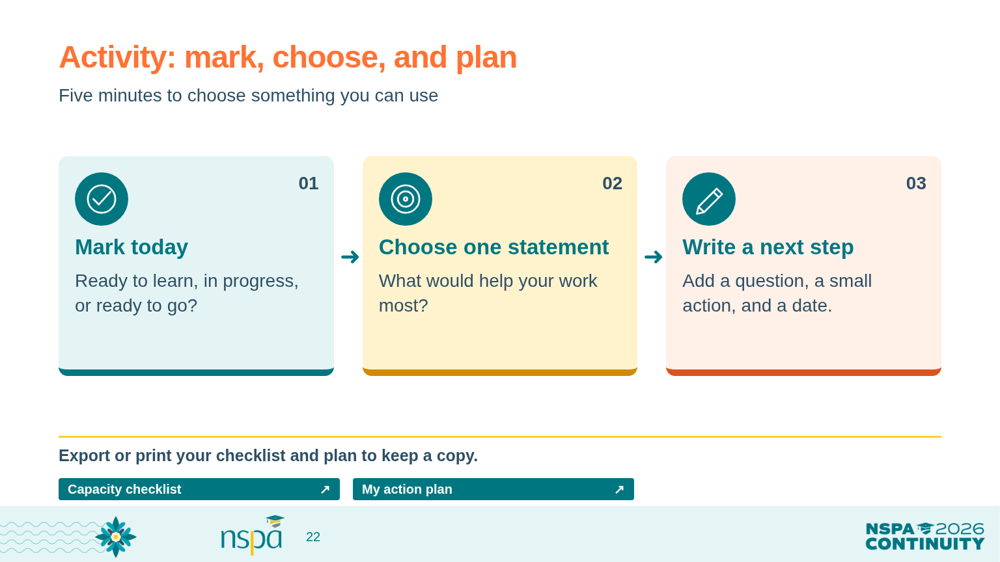 Activity: mark, choose, and plan
Five minutes to choose something you can use
01
Mark today
Ready to learn, in progress,
or ready to go?
02
Choose one statement
What would help your work
most?
03
Write a next step
Add a question, a small
action, and a date.
Export or print your checklist and plan to keep a copy.
Capacity checklist
My action plan
nspa
22
NSPA 2026
CONTINUITY